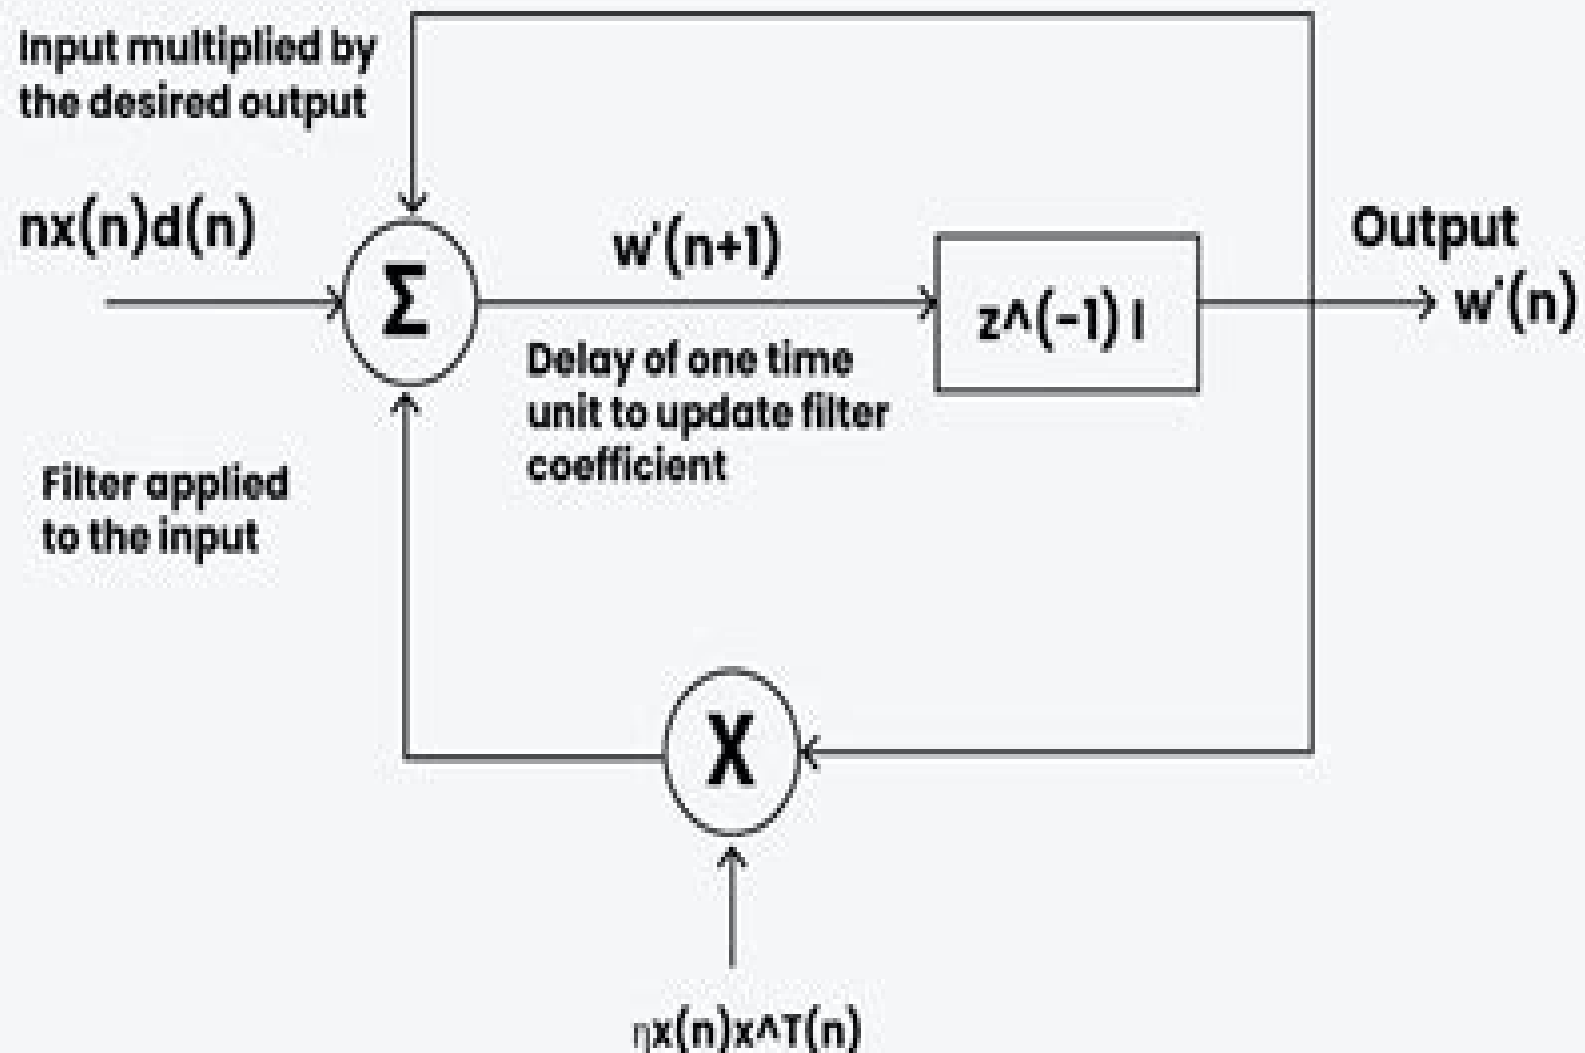 Input multiplied by
the desired output
nx(n)d(n)
Σ
w'(n+1)
z^(-1) I
Output
w'(n)
Delay of one time
unit to update filter
coefficient
Filter applied
to the input
X
ηx(n)x^T(n)